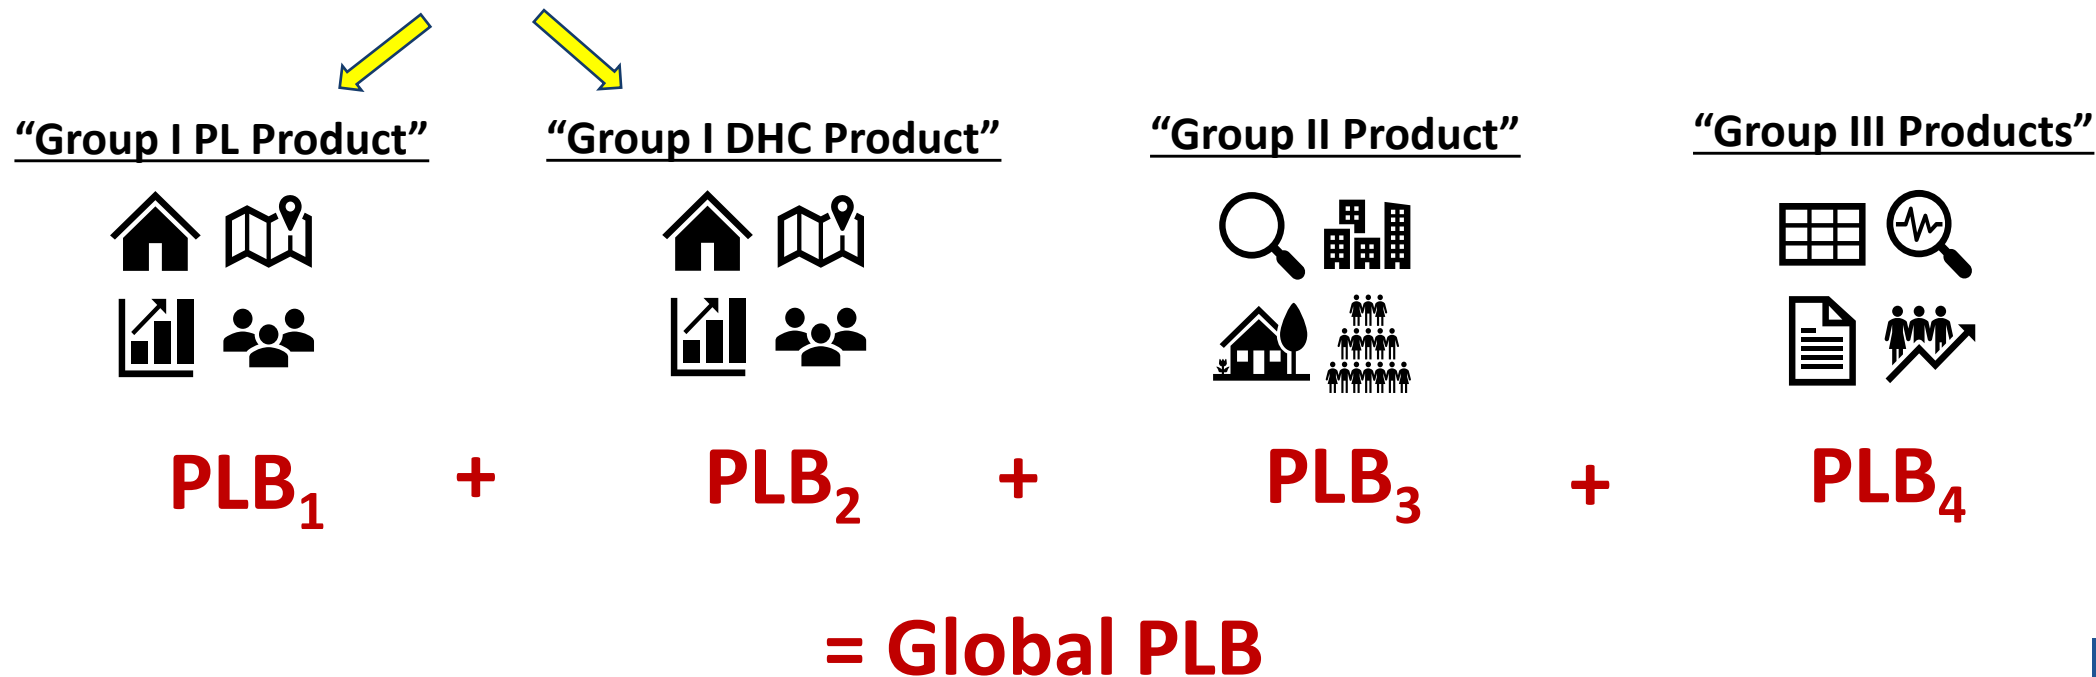 “Group I PL Product” “Group I DHC Product” “Group II Product” “Group III Products”
PLB₁ + PLB₂ + PLB₃ + PLB₄
= Global PLB